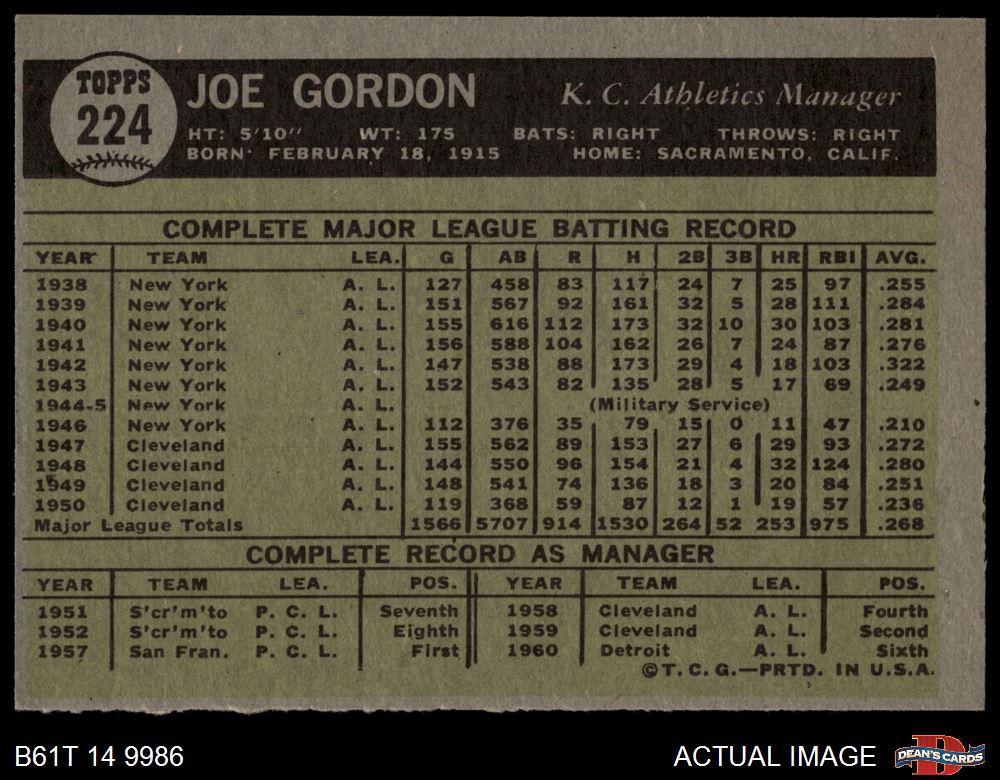 TOPPS
224
JOE GORDON K. C. Athletics Manager
HT: 5'10" WT: 175 BATS: RIGHT THROWS: RIGHT
BORN: FEBRUARY 18, 1915 HOME: SACRAMENTO, CALIF.
COMPLETE MAJOR LEAGUE BATTING RECORD
YEAR TEAM LEA. G AB R H 2B 3B HR RBI AVG.
1938 New York A. L. 127 458 83 117 24 7 25 97 .255
1939 New York A. L. 151 567 92 161 32 5 28 111 .284
1940 New York A. L. 155 616 112 173 32 10 30 103 .281
1941 New York A. L. 156 588 104 162 26 7 24 87 .276
1942 New York A. L. 147 538 88 173 29 4 18 103 .322
1943 New York A. L. 152 543 82 135 28 5 17 69 .249
1944-5 New York A. L. (Military Service)
1946 New York A. L. 112 376 35 79 15 0 11 47 .210
1947 Cleveland A. L. 155 562 89 153 27 6 29 93 .272
1948 Cleveland A. L. 144 550 96 154 21 4 32 124 .280
1949 Cleveland A. L. 148 541 74 136 18 3 20 84 .251
1950 Cleveland A. L. 119 368 59 87 12 1 19 57 .236
Major League Totals 1566 5707 914 1530 264 52 253 975 .268
COMPLETE RECORD AS MANAGER
YEAR TEAM LEA. POS. YEAR TEAM LEA. POS.
1951 S'cr'm'to P. C. L. Seventh 1958 Cleveland A. L. Fourth
1952 S'cr'm'to P. C. L. Eighth 1959 Cleveland A. L. Second
1957 San Fran. P. C. L. First 1960 Detroit A. L. Sixth
©T. C. G.—PRTD. IN U.S.A.
B61T 14 9986 ACTUAL IMAGE DEAN'S CARDS